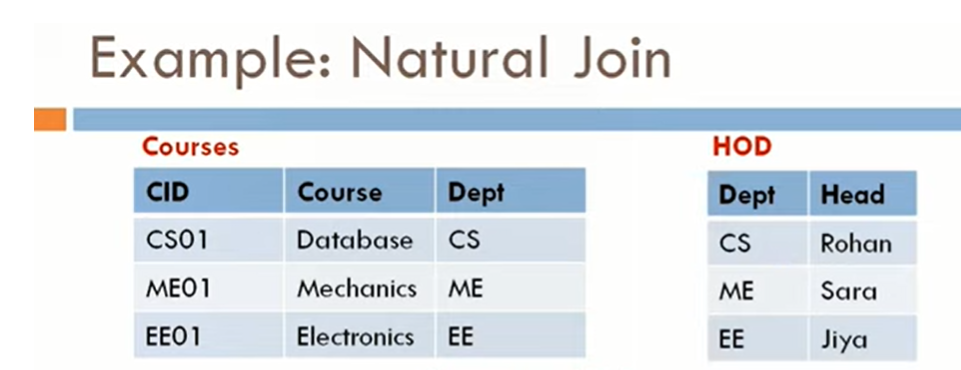 Example: Natural Join
Courses
CID Course Dept
CS01 Database CS
ME01 Mechanics ME
EE01 Electronics EE
HOD
Dept Head
CS Rohan
ME Sara
EE Jiya